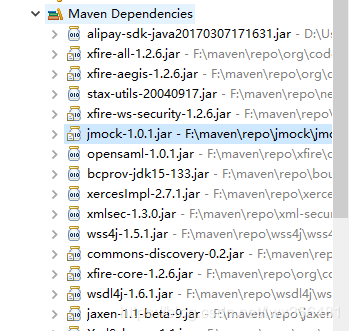 Maven Dependencies
alipay-sdk-java20170307171631.jar - D:\Us
xfire-all-1.2.6.jar - F:\maven\repo\org\code
xfire-aegis-1.2.6.jar - F:\maven\repo\org\c
stax-utils-20040917.jar - F:\maven\repo\ne
xfire-ws-security-1.2.6.jar - F:\maven\repo
jmock-1.0.1.jar - F:\maven\repo\jmock\jmo
opensaml-1.0.1.jar - F:\maven\repo\xfire\o
bcprov-jdk15-133.jar - F:\maven\repo\bou
xercesImpl-2.7.1.jar - F:\maven\repo\xerce
xmlsec-1.3.0.jar - F:\maven\repo\xml-secur
wss4j-1.5.1.jar - F:\maven\repo\wss4j\wss4
commons-discovery-0.2.jar - F:\maven\rep
xfire-core-1.2.6.jar - F:\maven\repo\org\co
wsdl4j-1.6.1.jar - F:\maven\repo\wsdl4j\ws
jaxen-1.1-beta-9.jar - F:\maven\repo\jaxen